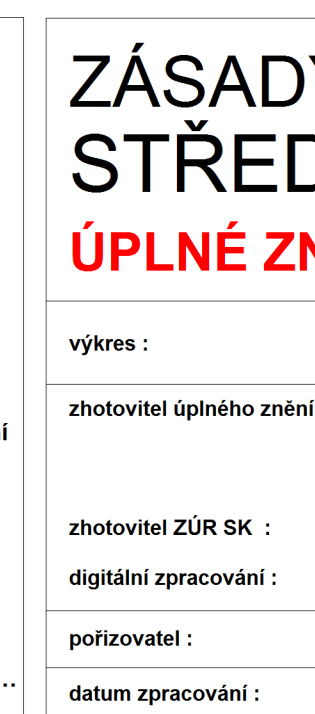 ZÁSADY
STŘED
ÚPLNÉ ZN
výkres :
zhotovitel úplného znění
í
zhotovitel ZÚR SK :
digitální zpracování :
pořizovatel :
..
datum zpracování :